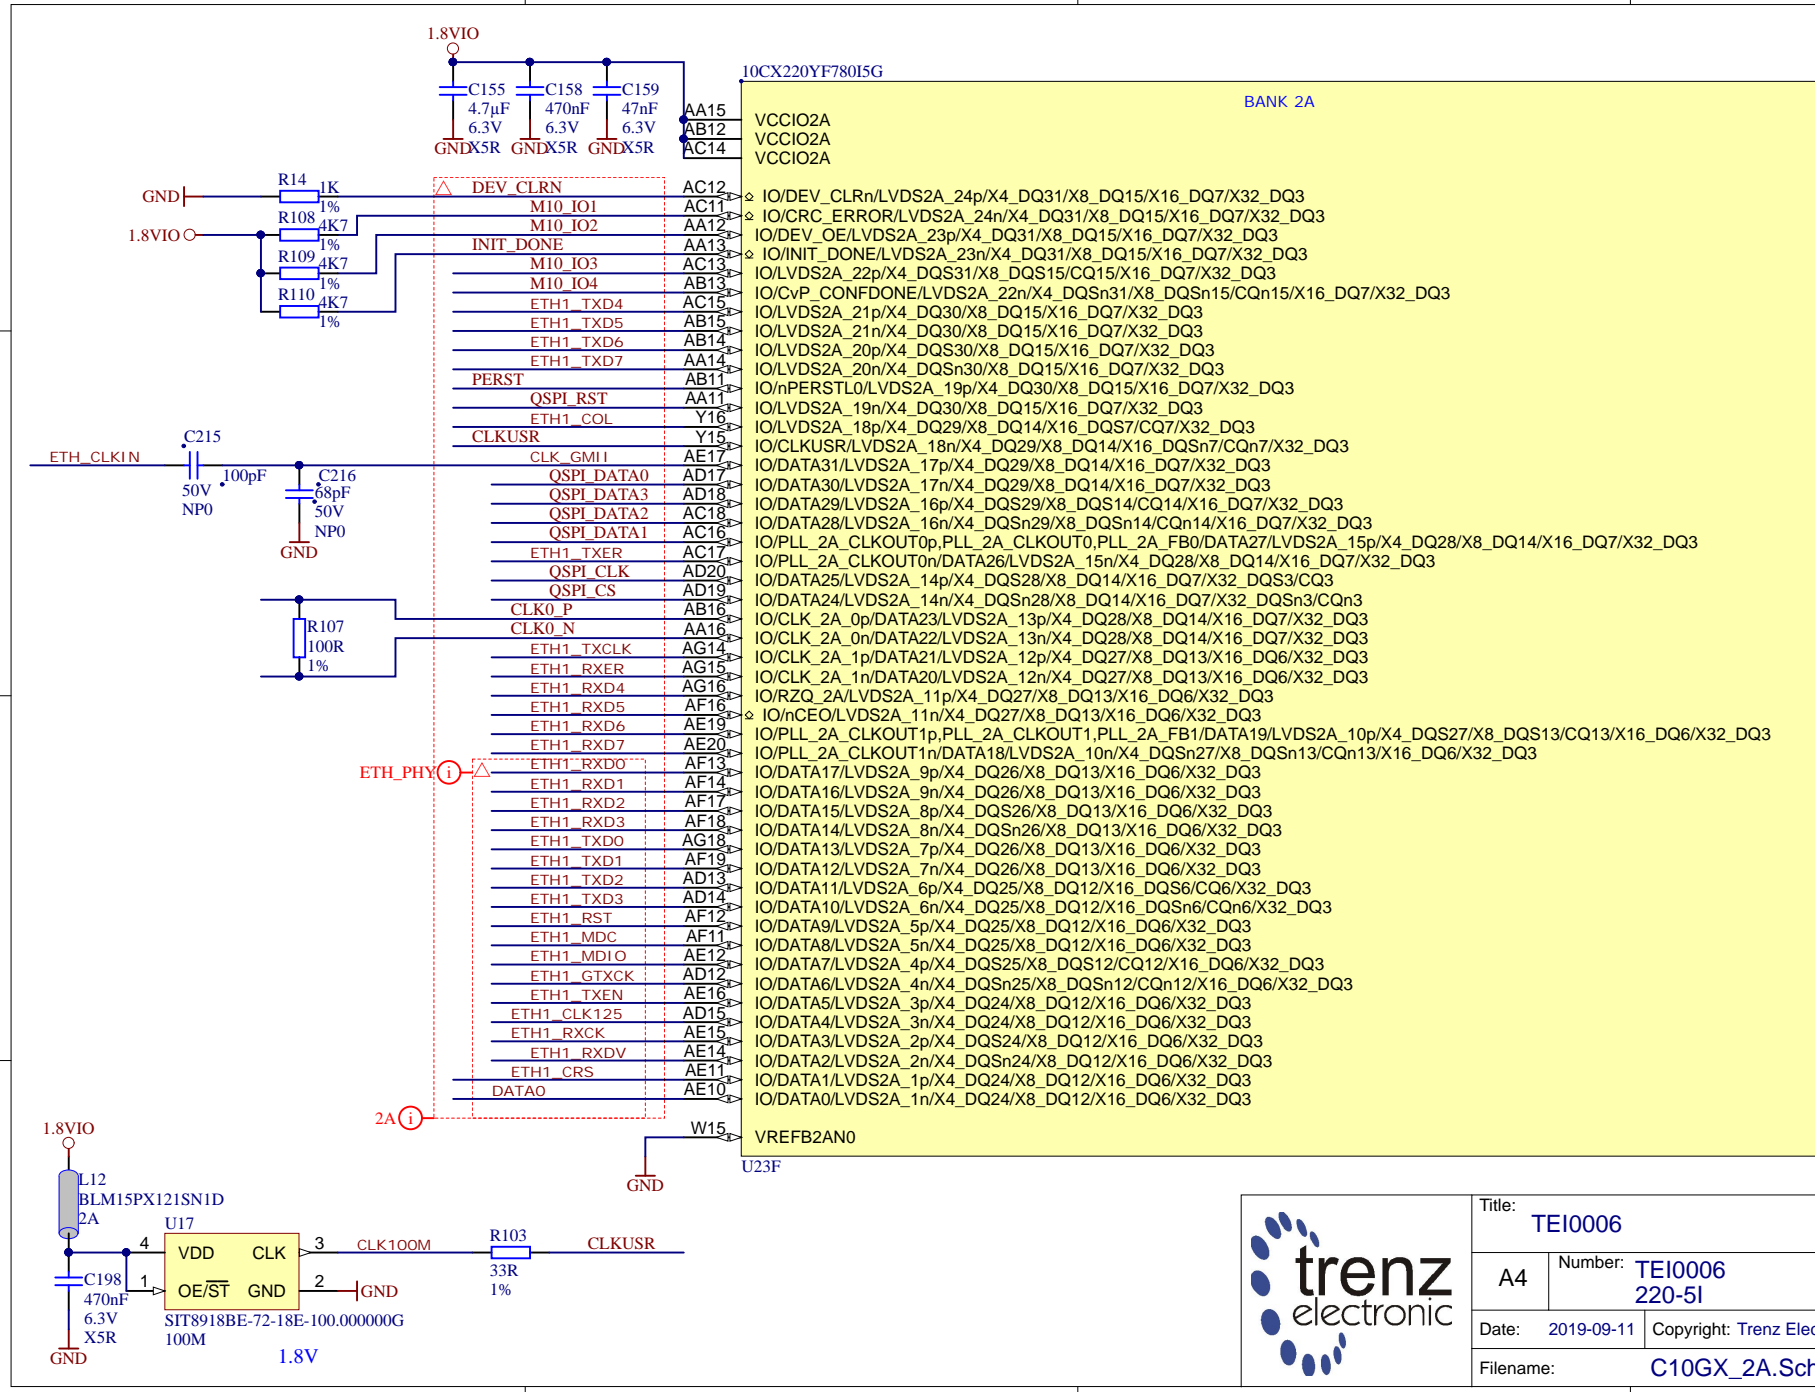 1.8VIO
C155
4.7µF
6.3V
X5R
GND
C158
470nF
6.3V
X5R
GND
C159
47nF
6.3V
X5R
GND
10CX220YF780I5G
BANK 2A
AA15 VCCIO2A
AB12 VCCIO2A
AC14 VCCIO2A
GND R14 1K 1%
1.8VIO R108 4K7 1%
R109 4K7 1%
R110 4K7 1%
DEV_CLRN AC12 IO/DEV_CLRn/LVDS2A_24p/X4_DQ31/X8_DQ15/X16_DQ7/X32_DQ3
M10_IO1 AC11 IO/CRC_ERROR/LVDS2A_24n/X4_DQ31/X8_DQ15/X16_DQ7/X32_DQ3
M10_IO2 AA12 IO/DEV_OE/LVDS2A_23p/X4_DQ31/X8_DQ15/X16_DQ7/X32_DQ3
INIT_DONE AA13 IO/INIT_DONE/LVDS2A_23n/X4_DQ31/X8_DQ15/X16_DQ7/X32_DQ3
M10_IO3 AC13 IO/LVDS2A_22p/X4_DQS31/X8_DQS15/CQ15/X16_DQ7/X32_DQ3
M10_IO4 AB13 IO/CvP_CONFDONE/LVDS2A_22n/X4_DQSn31/X8_DQSn15/CQn15/X16_DQ7/X32_DQ3
ETH1_TXD4 AC15 IO/LVDS2A_21p/X4_DQ30/X8_DQ15/X16_DQ7/X32_DQ3
ETH1_TXD5 AB15 IO/LVDS2A_21n/X4_DQ30/X8_DQ15/X16_DQ7/X32_DQ3
ETH1_TXD6 AB14 IO/LVDS2A_20p/X4_DQS30/X8_DQ15/X16_DQ7/X32_DQ3
ETH1_TXD7 AA14 IO/LVDS2A_20n/X4_DQSn30/X8_DQ15/X16_DQ7/X32_DQ3
PERST AB11 IO/nPERSTL0/LVDS2A_19p/X4_DQ30/X8_DQ15/X16_DQ7/X32_DQ3
QSPI_RST AA11 IO/LVDS2A_19n/X4_DQ30/X8_DQ15/X16_DQ7/X32_DQ3
ETH1_COL Y16 IO/LVDS2A_18p/X4_DQ29/X8_DQ14/X16_DQS7/CQ7/X32_DQ3
CLKUSR Y15 IO/CLKUSR/LVDS2A_18n/X4_DQ29/X8_DQ14/X16_DQSn7/CQn7/X32_DQ3
ETH_CLKIN C215 100pF 50V NP0
C216 68pF 50V NP0 GND
CLK_GMII AE17 IO/DATA31/LVDS2A_17p/X4_DQ29/X8_DQ14/X16_DQ7/X32_DQ3
QSPI_DATA0 AD17 IO/DATA30/LVDS2A_17n/X4_DQ29/X8_DQ14/X16_DQ7/X32_DQ3
QSPI_DATA3 AD18 IO/DATA29/LVDS2A_16p/X4_DQS29/X8_DQS14/CQ14/X16_DQ7/X32_DQ3
QSPI_DATA2 AC18 IO/DATA28/LVDS2A_16n/X4_DQSn29/X8_DQSn14/CQn14/X16_DQ7/X32_DQ3
QSPI_DATA1 AC16 IO/PLL_2A_CLKOUT0p,PLL_2A_CLKOUT0,PLL_2A_FB0/DATA27/LVDS2A_15p/X4_DQ28/X8_DQ14/X16_DQ7/X32_DQ3
ETH1_TXER AC17 IO/PLL_2A_CLKOUT0n/DATA26/LVDS2A_15n/X4_DQ28/X8_DQ14/X16_DQ7/X32_DQ3
QSPI_CLK AD20 IO/DATA25/LVDS2A_14p/X4_DQS28/X8_DQ14/X16_DQ7/X32_DQS3/CQ3
QSPI_CS AD19 IO/DATA24/LVDS2A_14n/X4_DQSn28/X8_DQ14/X16_DQ7/X32_DQSn3/CQn3
R107 100R 1%
CLK0_P AB16 IO/CLK_2A_0p/DATA23/LVDS2A_13p/X4_DQ28/X8_DQ14/X16_DQ7/X32_DQ3
CLK0_N AA16 IO/CLK_2A_0n/DATA22/LVDS2A_13n/X4_DQ28/X8_DQ14/X16_DQ7/X32_DQ3
ETH1_TXCLK AG14 IO/CLK_2A_1p/DATA21/LVDS2A_12p/X4_DQ27/X8_DQ13/X16_DQ6/X32_DQ3
ETH1_RXER AG15 IO/CLK_2A_1n/DATA20/LVDS2A_12n/X4_DQ27/X8_DQ13/X16_DQ6/X32_DQ3
ETH1_RXD4 AG16 IO/RZQ_2A/LVDS2A_11p/X4_DQ27/X8_DQ13/X16_DQ6/X32_DQ3
ETH1_RXD5 AF16 IO/nCEO/LVDS2A_11n/X4_DQ27/X8_DQ13/X16_DQ6/X32_DQ3
ETH1_RXD6 AE19 IO/PLL_2A_CLKOUT1p,PLL_2A_CLKOUT1,PLL_2A_FB1/DATA19/LVDS2A_10p/X4_DQS27/X8_DQS13/CQ13/X16_DQ6/X32_DQ3
ETH1_RXD7 AE20 IO/PLL_2A_CLKOUT1n/DATA18/LVDS2A_10n/X4_DQSn27/X8_DQSn13/CQn13/X16_DQ6/X32_DQ3
ETH_PHY i ETH1_RXD0 AF13 IO/DATA17/LVDS2A_9p/X4_DQ26/X8_DQ13/X16_DQ6/X32_DQ3
ETH1_RXD1 AF14 IO/DATA16/LVDS2A_9n/X4_DQ26/X8_DQ13/X16_DQ6/X32_DQ3
ETH1_RXD2 AF17 IO/DATA15/LVDS2A_8p/X4_DQS26/X8_DQ13/X16_DQ6/X32_DQ3
ETH1_RXD3 AF18 IO/DATA14/LVDS2A_8n/X4_DQSn26/X8_DQ13/X16_DQ6/X32_DQ3
ETH1_TXD0 AG18 IO/DATA13/LVDS2A_7p/X4_DQ26/X8_DQ13/X16_DQ6/X32_DQ3
ETH1_TXD1 AF19 IO/DATA12/LVDS2A_7n/X4_DQ26/X8_DQ13/X16_DQ6/X32_DQ3
ETH1_TXD2 AD13 IO/DATA11/LVDS2A_6p/X4_DQ25/X8_DQ12/X16_DQS6/CQ6/X32_DQ3
ETH1_TXD3 AD14 IO/DATA10/LVDS2A_6n/X4_DQ25/X8_DQ12/X16_DQSn6/CQn6/X32_DQ3
ETH1_RST AF12 IO/DATA9/LVDS2A_5p/X4_DQ25/X8_DQ12/X16_DQ6/X32_DQ3
ETH1_MDC AF11 IO/DATA8/LVDS2A_5n/X4_DQ25/X8_DQ12/X16_DQ6/X32_DQ3
ETH1_MDIO AE12 IO/DATA7/LVDS2A_4p/X4_DQS25/X8_DQS12/CQ12/X16_DQ6/X32_DQ3
ETH1_GTXCK AD12 IO/DATA6/LVDS2A_4n/X4_DQSn25/X8_DQSn12/CQn12/X16_DQ6/X32_DQ3
ETH1_TXEN AE16 IO/DATA5/LVDS2A_3p/X4_DQ24/X8_DQ12/X16_DQ6/X32_DQ3
ETH1_CLK125 AD15 IO/DATA4/LVDS2A_3n/X4_DQ24/X8_DQ12/X16_DQ6/X32_DQ3
ETH1_RXCK AE15 IO/DATA3/LVDS2A_2p/X4_DQS24/X8_DQ12/X16_DQ6/X32_DQ3
ETH1_RXDV AE14 IO/DATA2/LVDS2A_2n/X4_DQSn24/X8_DQ12/X16_DQ6/X32_DQ3
ETH1_CRS AE11 IO/DATA1/LVDS2A_1p/X4_DQ24/X8_DQ12/X16_DQ6/X32_DQ3
DATA0 AE10 IO/DATA0/LVDS2A_1n/X4_DQ24/X8_DQ12/X16_DQ6/X32_DQ3
2A i
W15 VREFB2AN0
GND
U23F
1.8VIO
L12
BLM15PX121SN1D
2A
U17
4 VDD CLK 3 CLK100M R103 CLKUSR
33R
1%
1 OE/ST GND 2 GND
C198
470nF
6.3V
X5R
GND
SIT8918BE-72-18E-100.000000G
100M
1.8V
trenz
electronic
Title:
TEI0006
A4 Number: TEI0006
220-5I
Date: 2019-09-11 Copyright: Trenz Elec
Filename: C10GX_2A.Sch